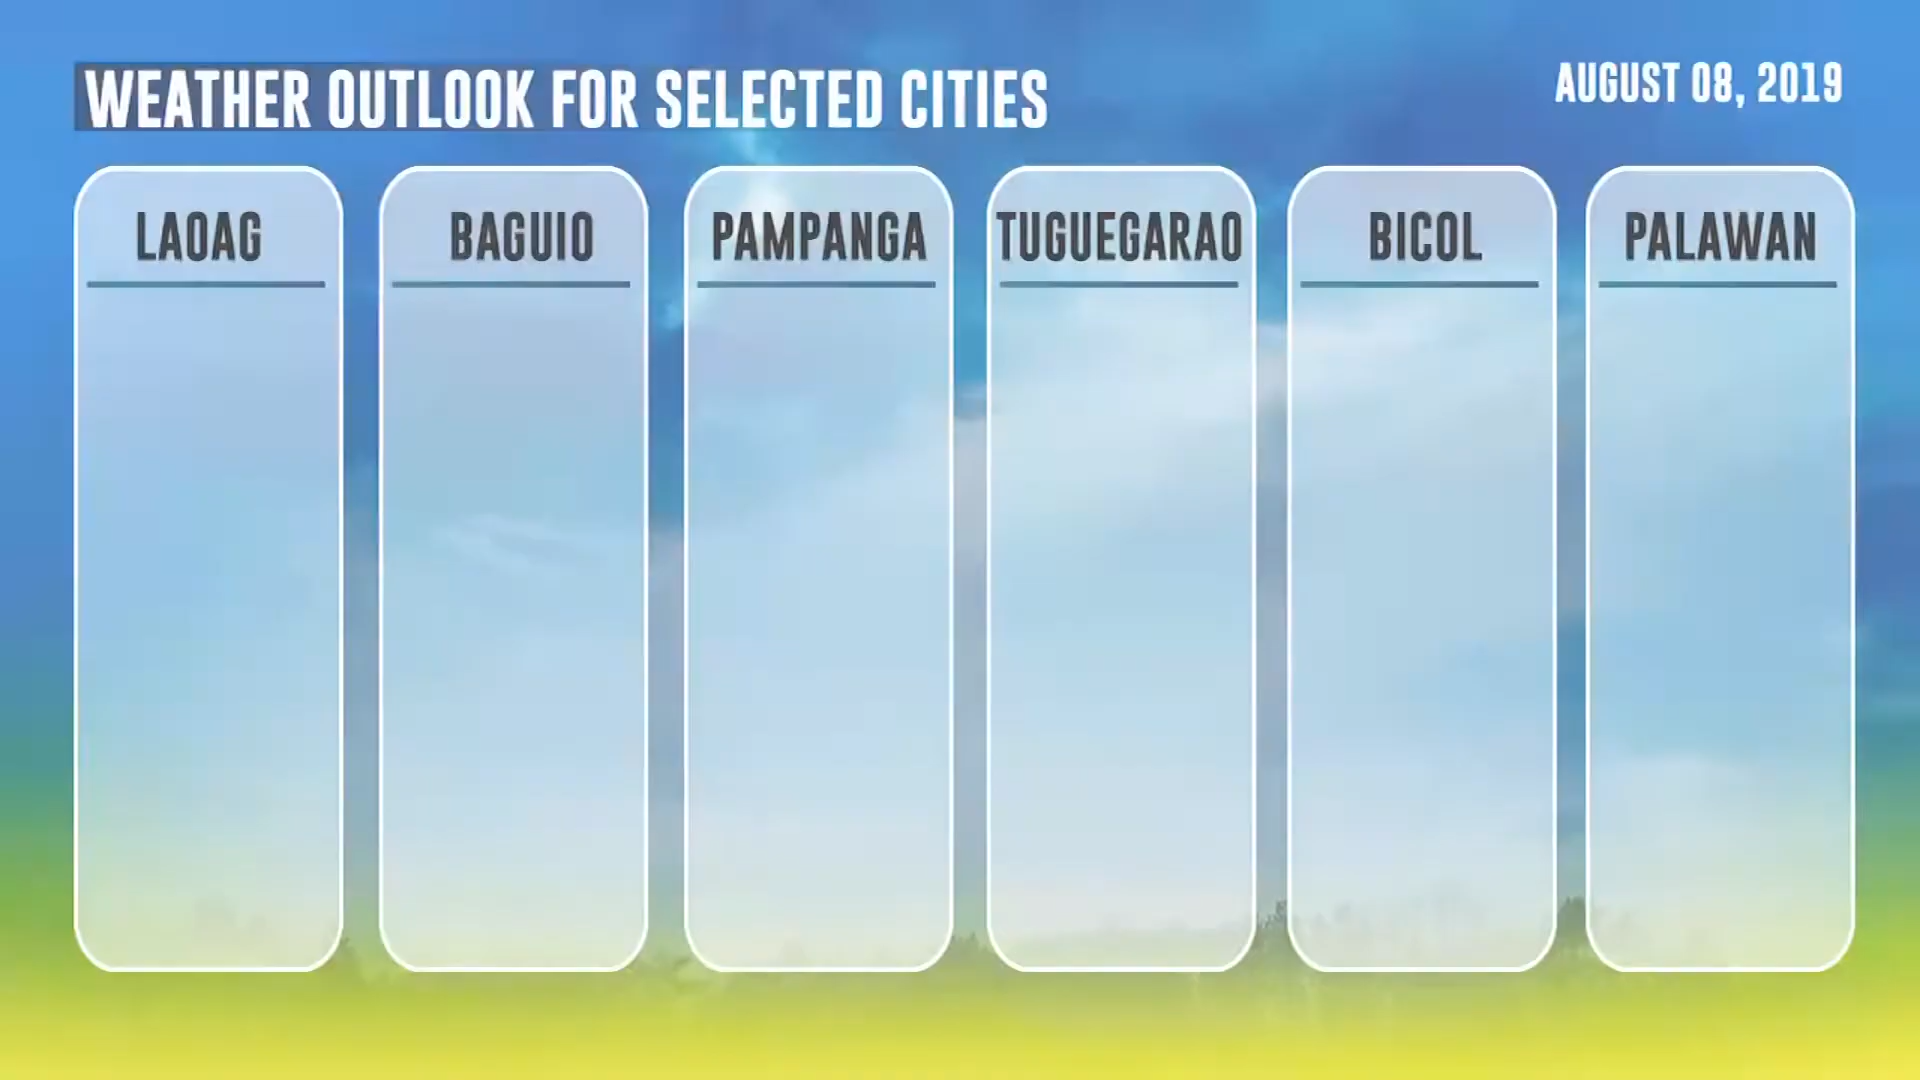 WEATHER OUTLOOK FOR SELECTED CITIES
AUGUST 08, 2019
LAOAG
BAGUIO
PAMPANGA
TUGUEGARAO
BICOL
PALAWAN